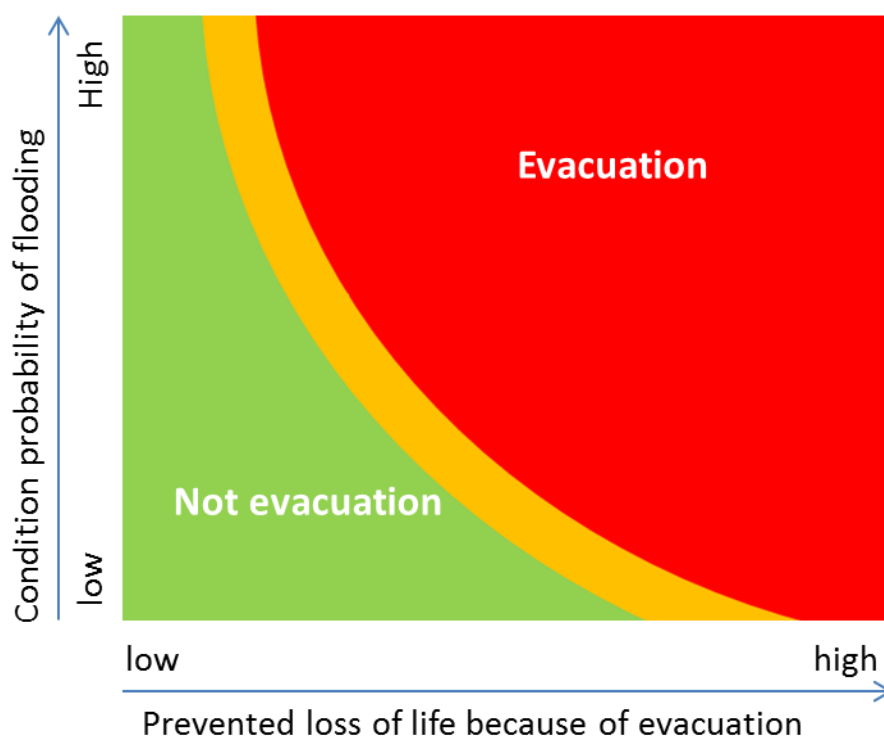 Condition probability of flooding
High
low
Evacuation
Not evacuation
low
high
Prevented loss of life because of evacuation